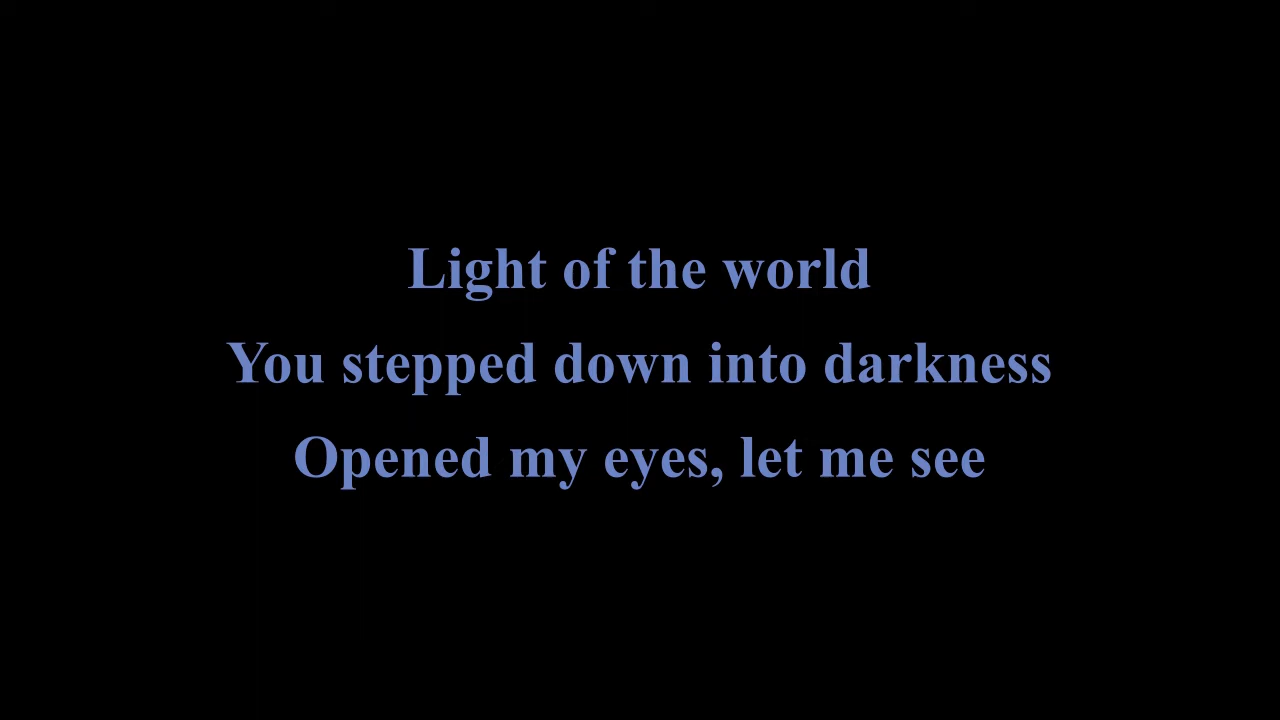 Light of the world
You stepped down into darkness
Opened my eyes, let me see